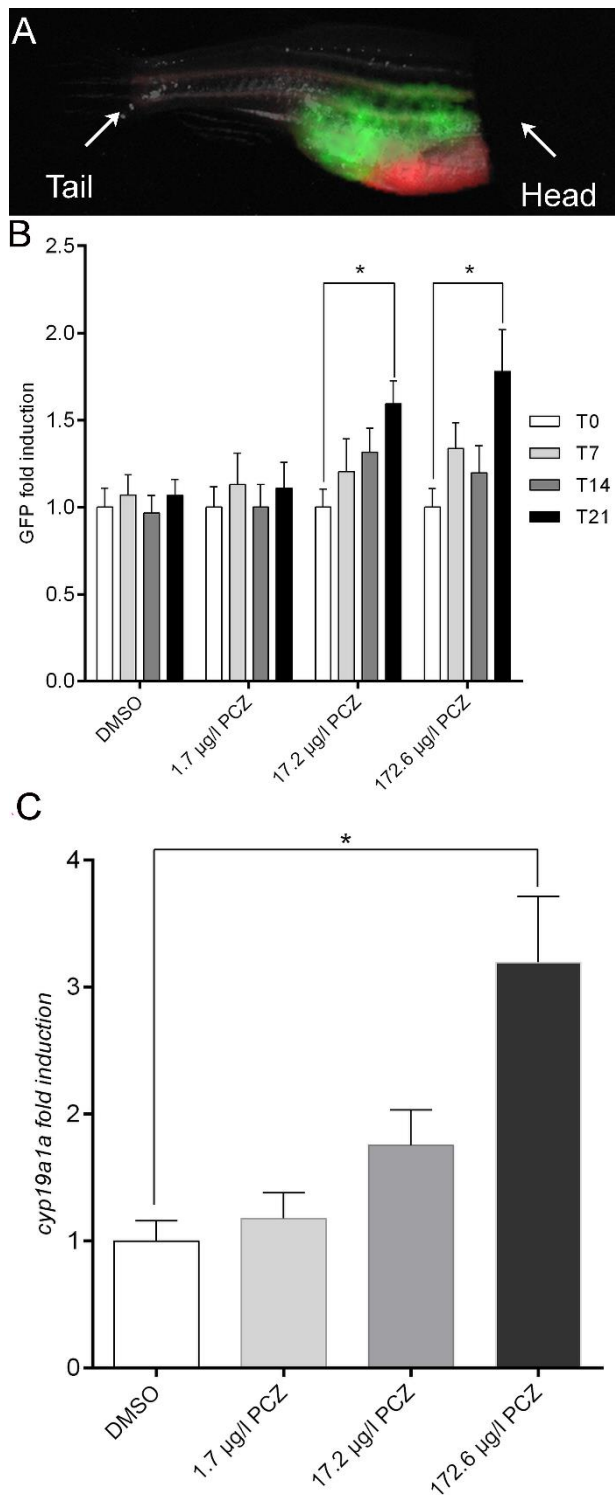 A
Tail
Head
B
GFP fold induction
2.5
2.0
1.5
1.0
0.5
0.0
*
*
T0
T7
T14
T21
DMSO
1.7 µg/l PCZ
17.2 µg/l PCZ
172.6 µg/l PCZ
C
cyp19a1a fold induction
4
3
2
1
0
*
DMSO
1.7 µg/l PCZ
17.2 µg/l PCZ
172.6 µg/l PCZ